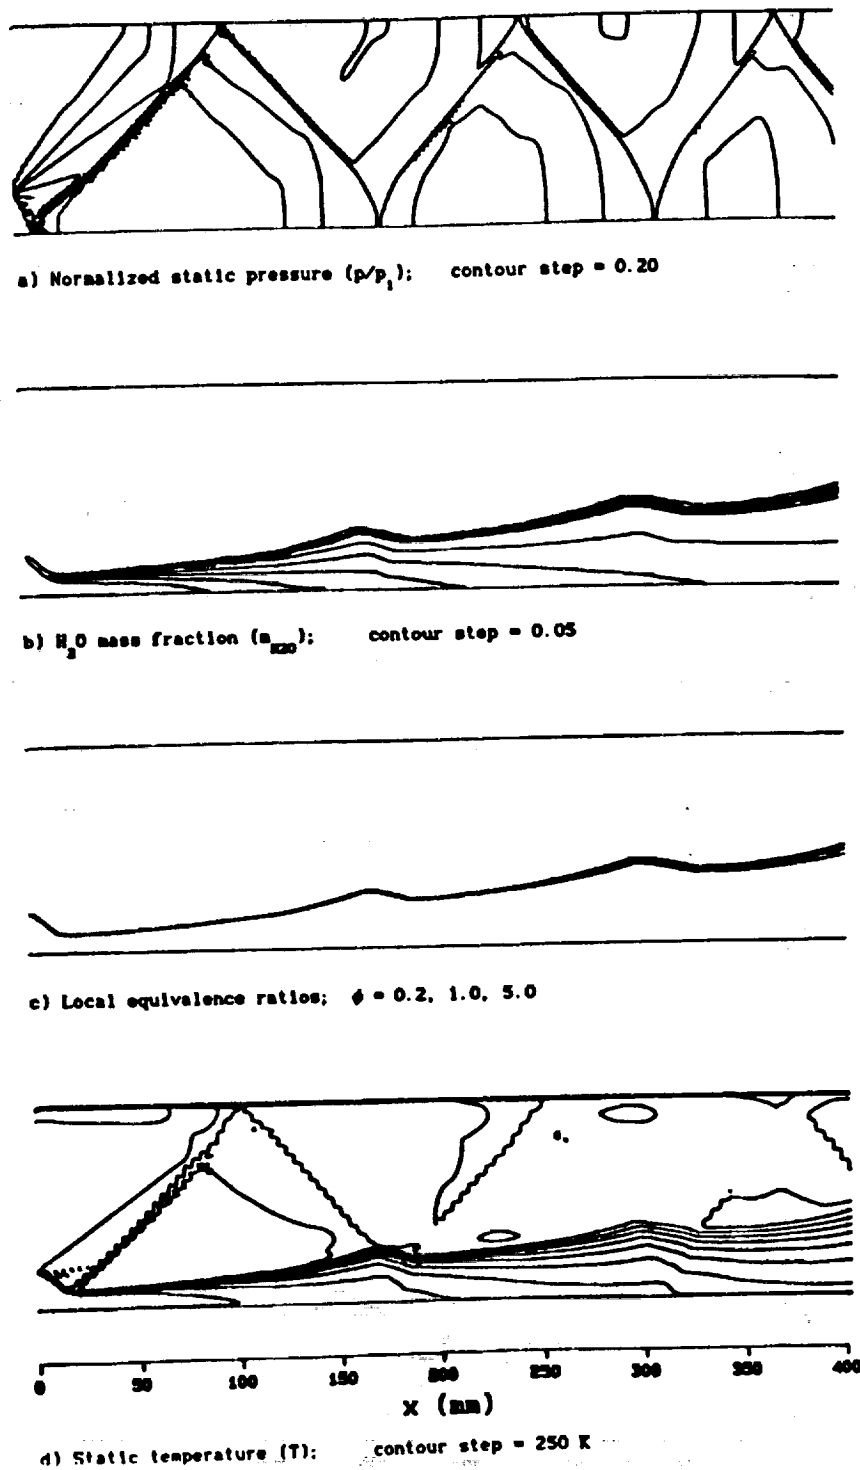 a) Normalized static pressure (p/p₁); contour step = 0.20
b) H₂O mass fraction (m_H2O); contour step = 0.05
c) Local equivalence ratios; ϕ = 0.2, 1.0, 5.0
0 50 100 150 200 250 300 350 400
x (mm)
d) Static temperature (T); contour step = 250 K